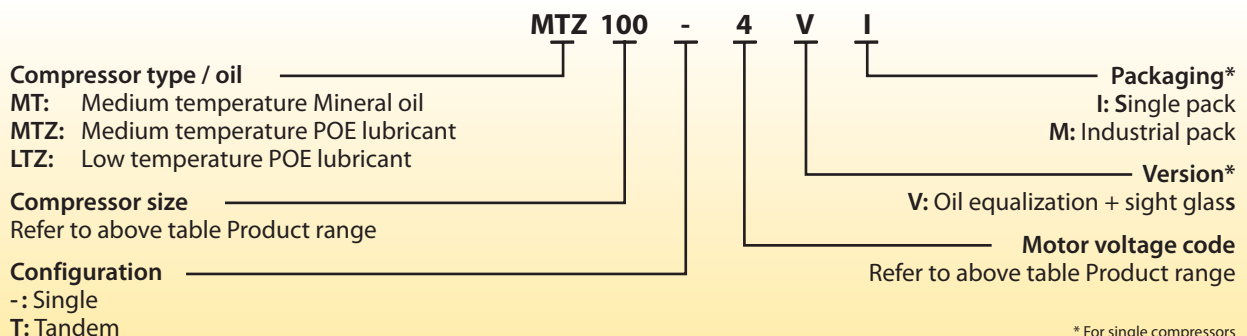 MTZ 100 - 4 V I
Compressor type / oil
MT: Medium temperature Mineral oil
MTZ: Medium temperature POE lubricant
LTZ: Low temperature POE lubricant
Compressor size
Refer to above table Product range
Configuration
-: Single
T: Tandem
Packaging*
I: Single pack
M: Industrial pack
Version*
V: Oil equalization + sight glass
Motor voltage code
Refer to above table Product range
* For single compressors